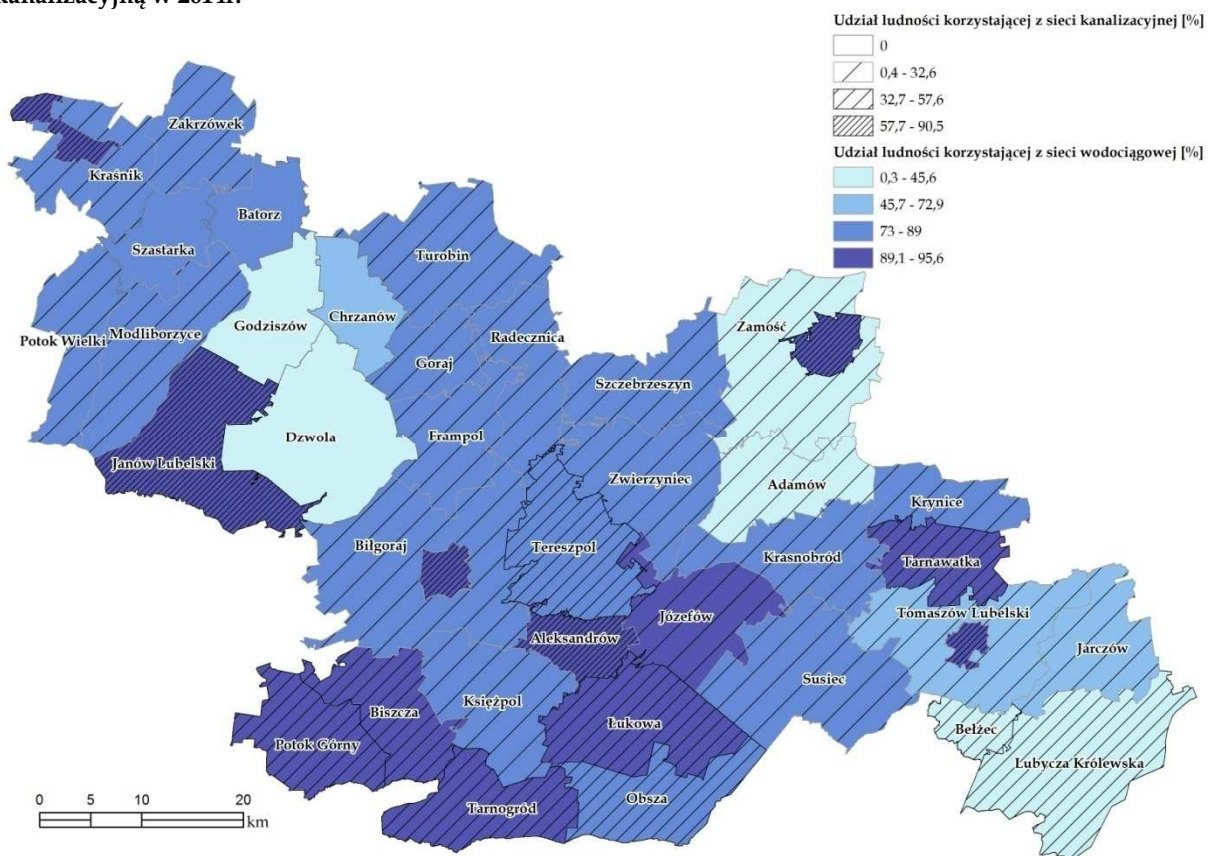 kanalizacyjną w 2011r.
Udział ludności korzystającej z sieci kanalizacyjnej [%]
0
0,4 - 32,6
32,7 - 57,6
57,7 - 90,5
Udział ludności korzystającej z sieci wodociągowej [%]
0,3 - 45,6
45,7 - 72,9
73 - 89
89,1 - 95,6
Zakrzówek
Kraśnik
Batorz
Szastarka
Turobin
Godziszów
Chrzanów
Potok Wielki
Modliborzyce
Radecznica
Zamość
Goraj
Szczebrzeszyn
Dzwola
Frampol
Janów Lubelski
Zwierzyniec
Adamów
Krynice
Biłgoraj
Tereszpol
Krasnobród
Tarnawatka
Józefów
Tomaszów Lubelski
Aleksandrów
Jarczów
Susiec
Księżpol
Biszcza
Łukowa
Bełżec
Potok Górny
Lubycza Królewska
Obsza
Tarnogród
0 5 10 20
km